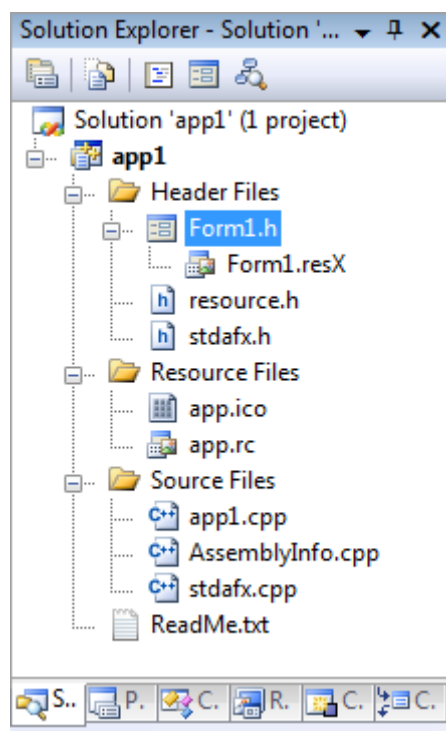 Solution Explorer - Solution '...
Solution 'app1' (1 project)
app1
Header Files
Form1.h
Form1.resX
h resource.h
h stdafx.h
Resource Files
app.ico
app.rc
Source Files
C++ app1.cpp
C++ AssemblyInfo.cpp
C++ stdafx.cpp
ReadMe.txt
S.. P. C. R. C. C.